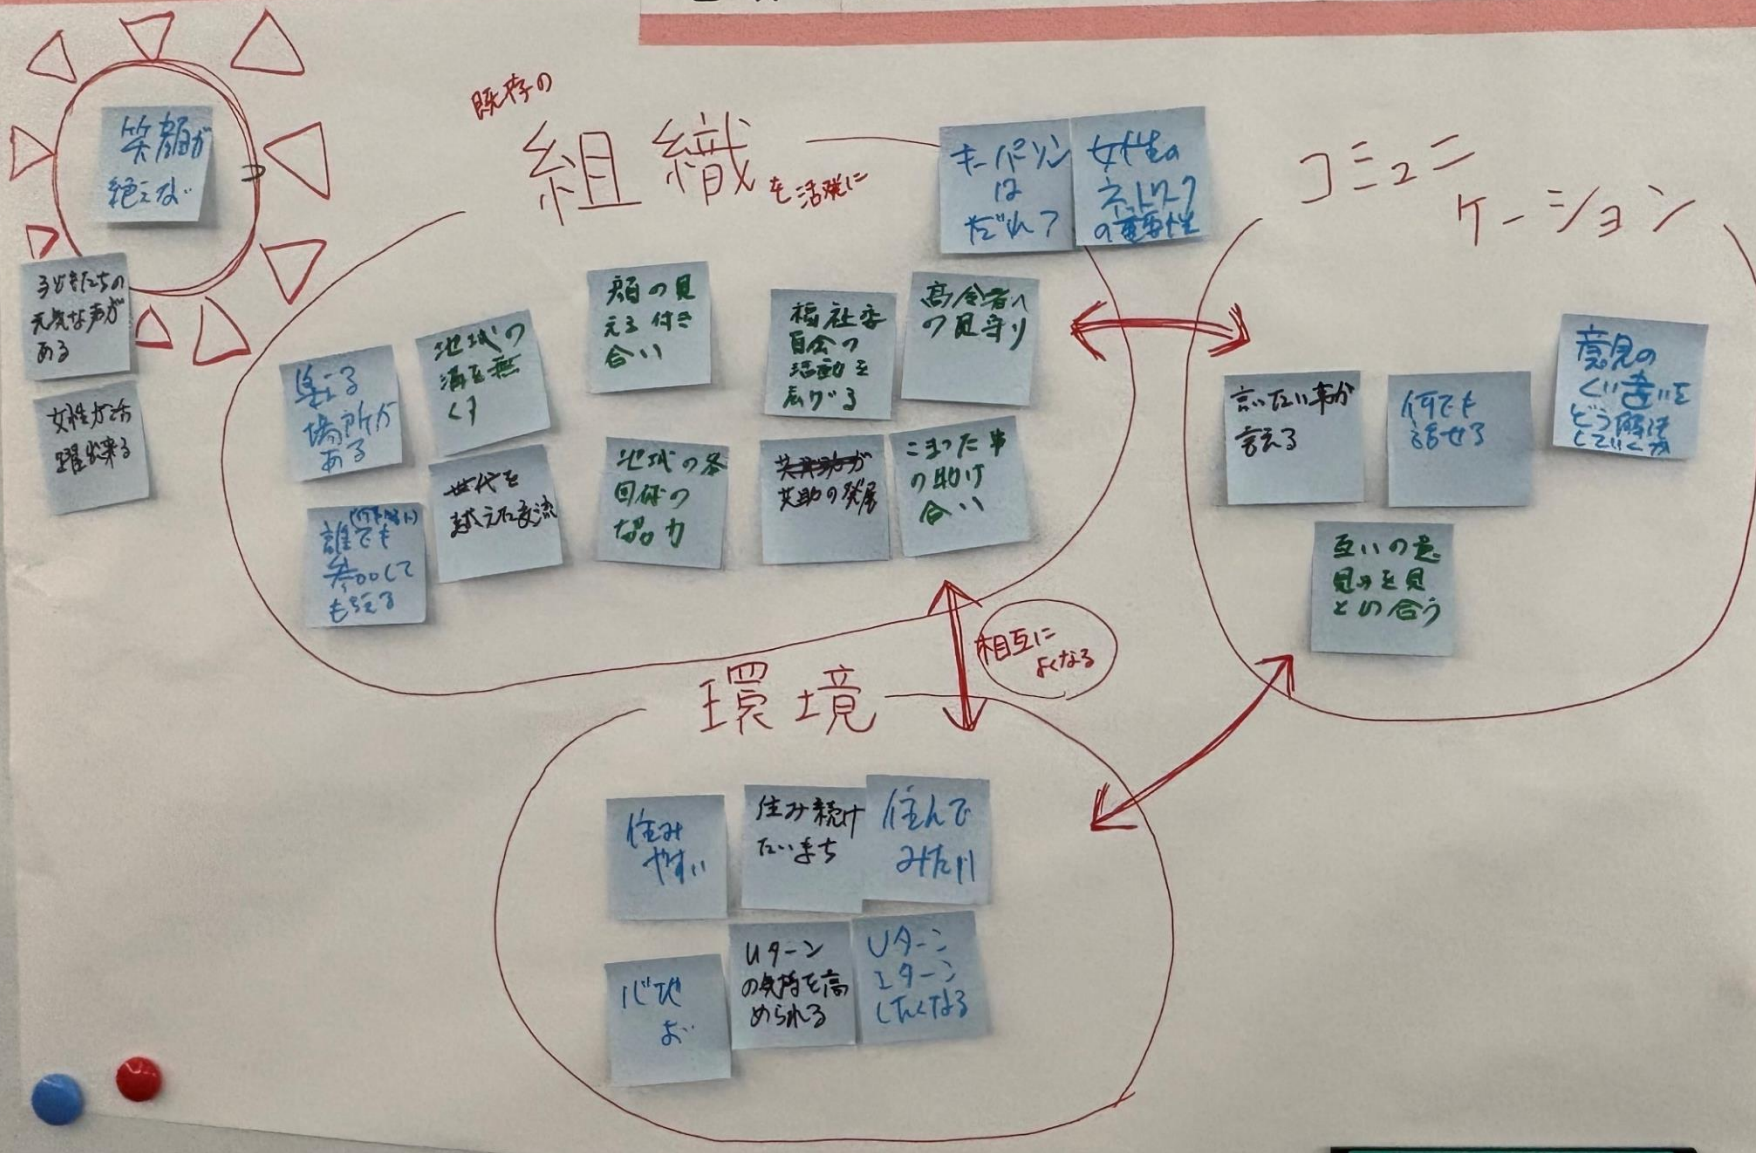 笑顔が
絶えない
子どもたちの
元気な声が
ある
女性が活
躍出来る
既存の
組織
を活発に
キーパソン
は
だれ？
女性の
ネットワーク
の重要性
集える
場所が
ある
地域の
溝を無
くす
顔の見
える付き
合い
福祉委
員会の
活動を
広げる
高令者へ
の見守り
誰でも
参加して
もらえる
世代を
越えた交流
地域の各
団体の
協力
共助の発展
こまった事
の助け
合い
コミュニ
ケーション
言いたい事が
言える
何でも
話せる
意見の
くい違いを
どう解決
していくか
互いの意
見を
とめ合う
相互に
よくなる
環境
住み
やすい
住み続け
たいまち
住んで
みたい
心地
よい
Uターン
の気持を高
められる
Uターン
Iターン
したくなる